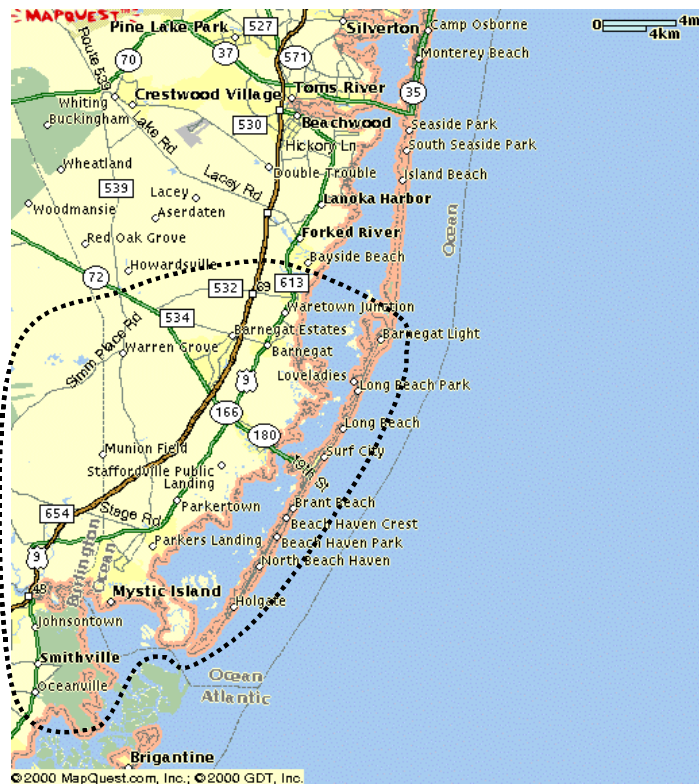 MAPQUEST
Pine Lake Park
527
Silverton
Camp Osborne
0
4m
4km
37
Monterey Beach
70
Route 539
571
Crestwood Village
Toms River
35
Whiting
Buckingham
Beachwood
Lake Rd
530
Seaside Park
Hickory Ln
South Seaside Park
Wheatland
Double Trouble
Lacey Rd
Island Beach
539
Lacey
Woodmansie
Aserdaten
Lanoka Harbor
Ocean
Red Oak Grove
Forked River
Bayside Beach
Howardsville
72
532
69
613
534
Waretown Junction
Simm Place Rd
Barnegat Estates
Barnegat Light
Warren Grove
Barnegat
9
Loveladies
Long Beach Park
166
Long Beach
180
Munion Field
Surf City
Staffordville Public
Landing
Parkertown
Brant Beach
654
Stage Rd
Beach Haven Crest
Parkers Landing
Beach Haven Park
9
Burlington
Ocean
North Beach Haven
48
Mystic Island
Holgate
Johnsontown
Smithville
Ocean
Oceanville
Atlantic
Brigantine
©2000 MapQuest.com, Inc.; ©2000 GDT, Inc.